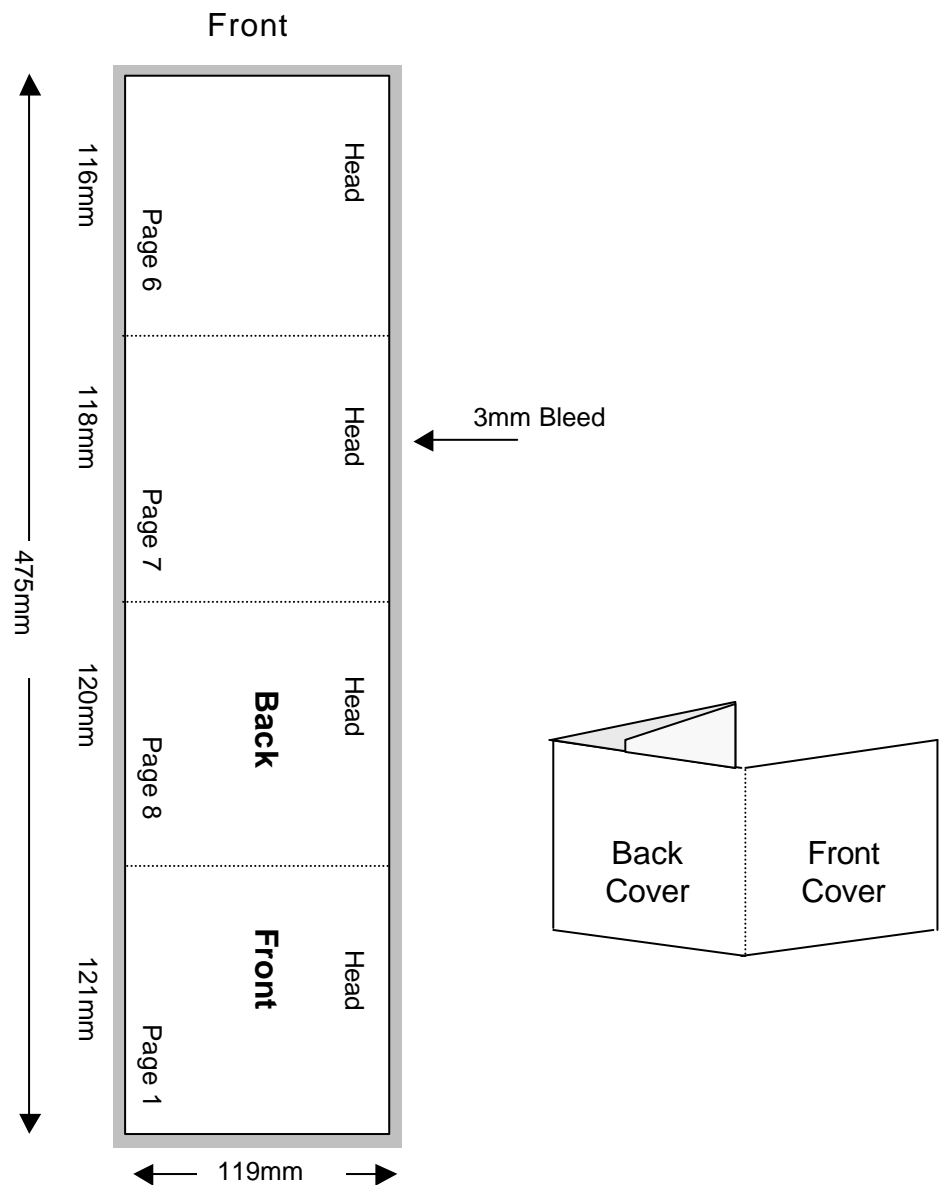 Front
116mm
Head
Page 6
118mm
Head
3mm Bleed
Page 7
475mm
120mm
Head
Back
Page 8
Back
Cover
Front
Cover
121mm
Head
Front
Page 1
119mm